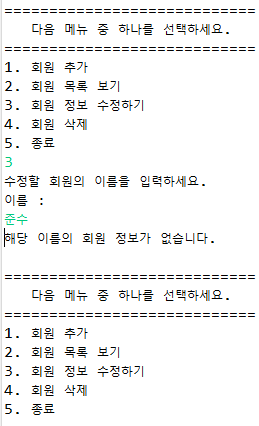 ============================
다음 메뉴 중 하나를 선택하세요.
============================
1. 회원 추가
2. 회원 목록 보기
3. 회원 정보 수정하기
4. 회원 삭제
5. 종료
3
수정할 회원의 이름을 입력하세요.
이름 :
준수
해당 이름의 회원 정보가 없습니다.

============================
다음 메뉴 중 하나를 선택하세요.
============================
1. 회원 추가
2. 회원 목록 보기
3. 회원 정보 수정하기
4. 회원 삭제
5. 종료